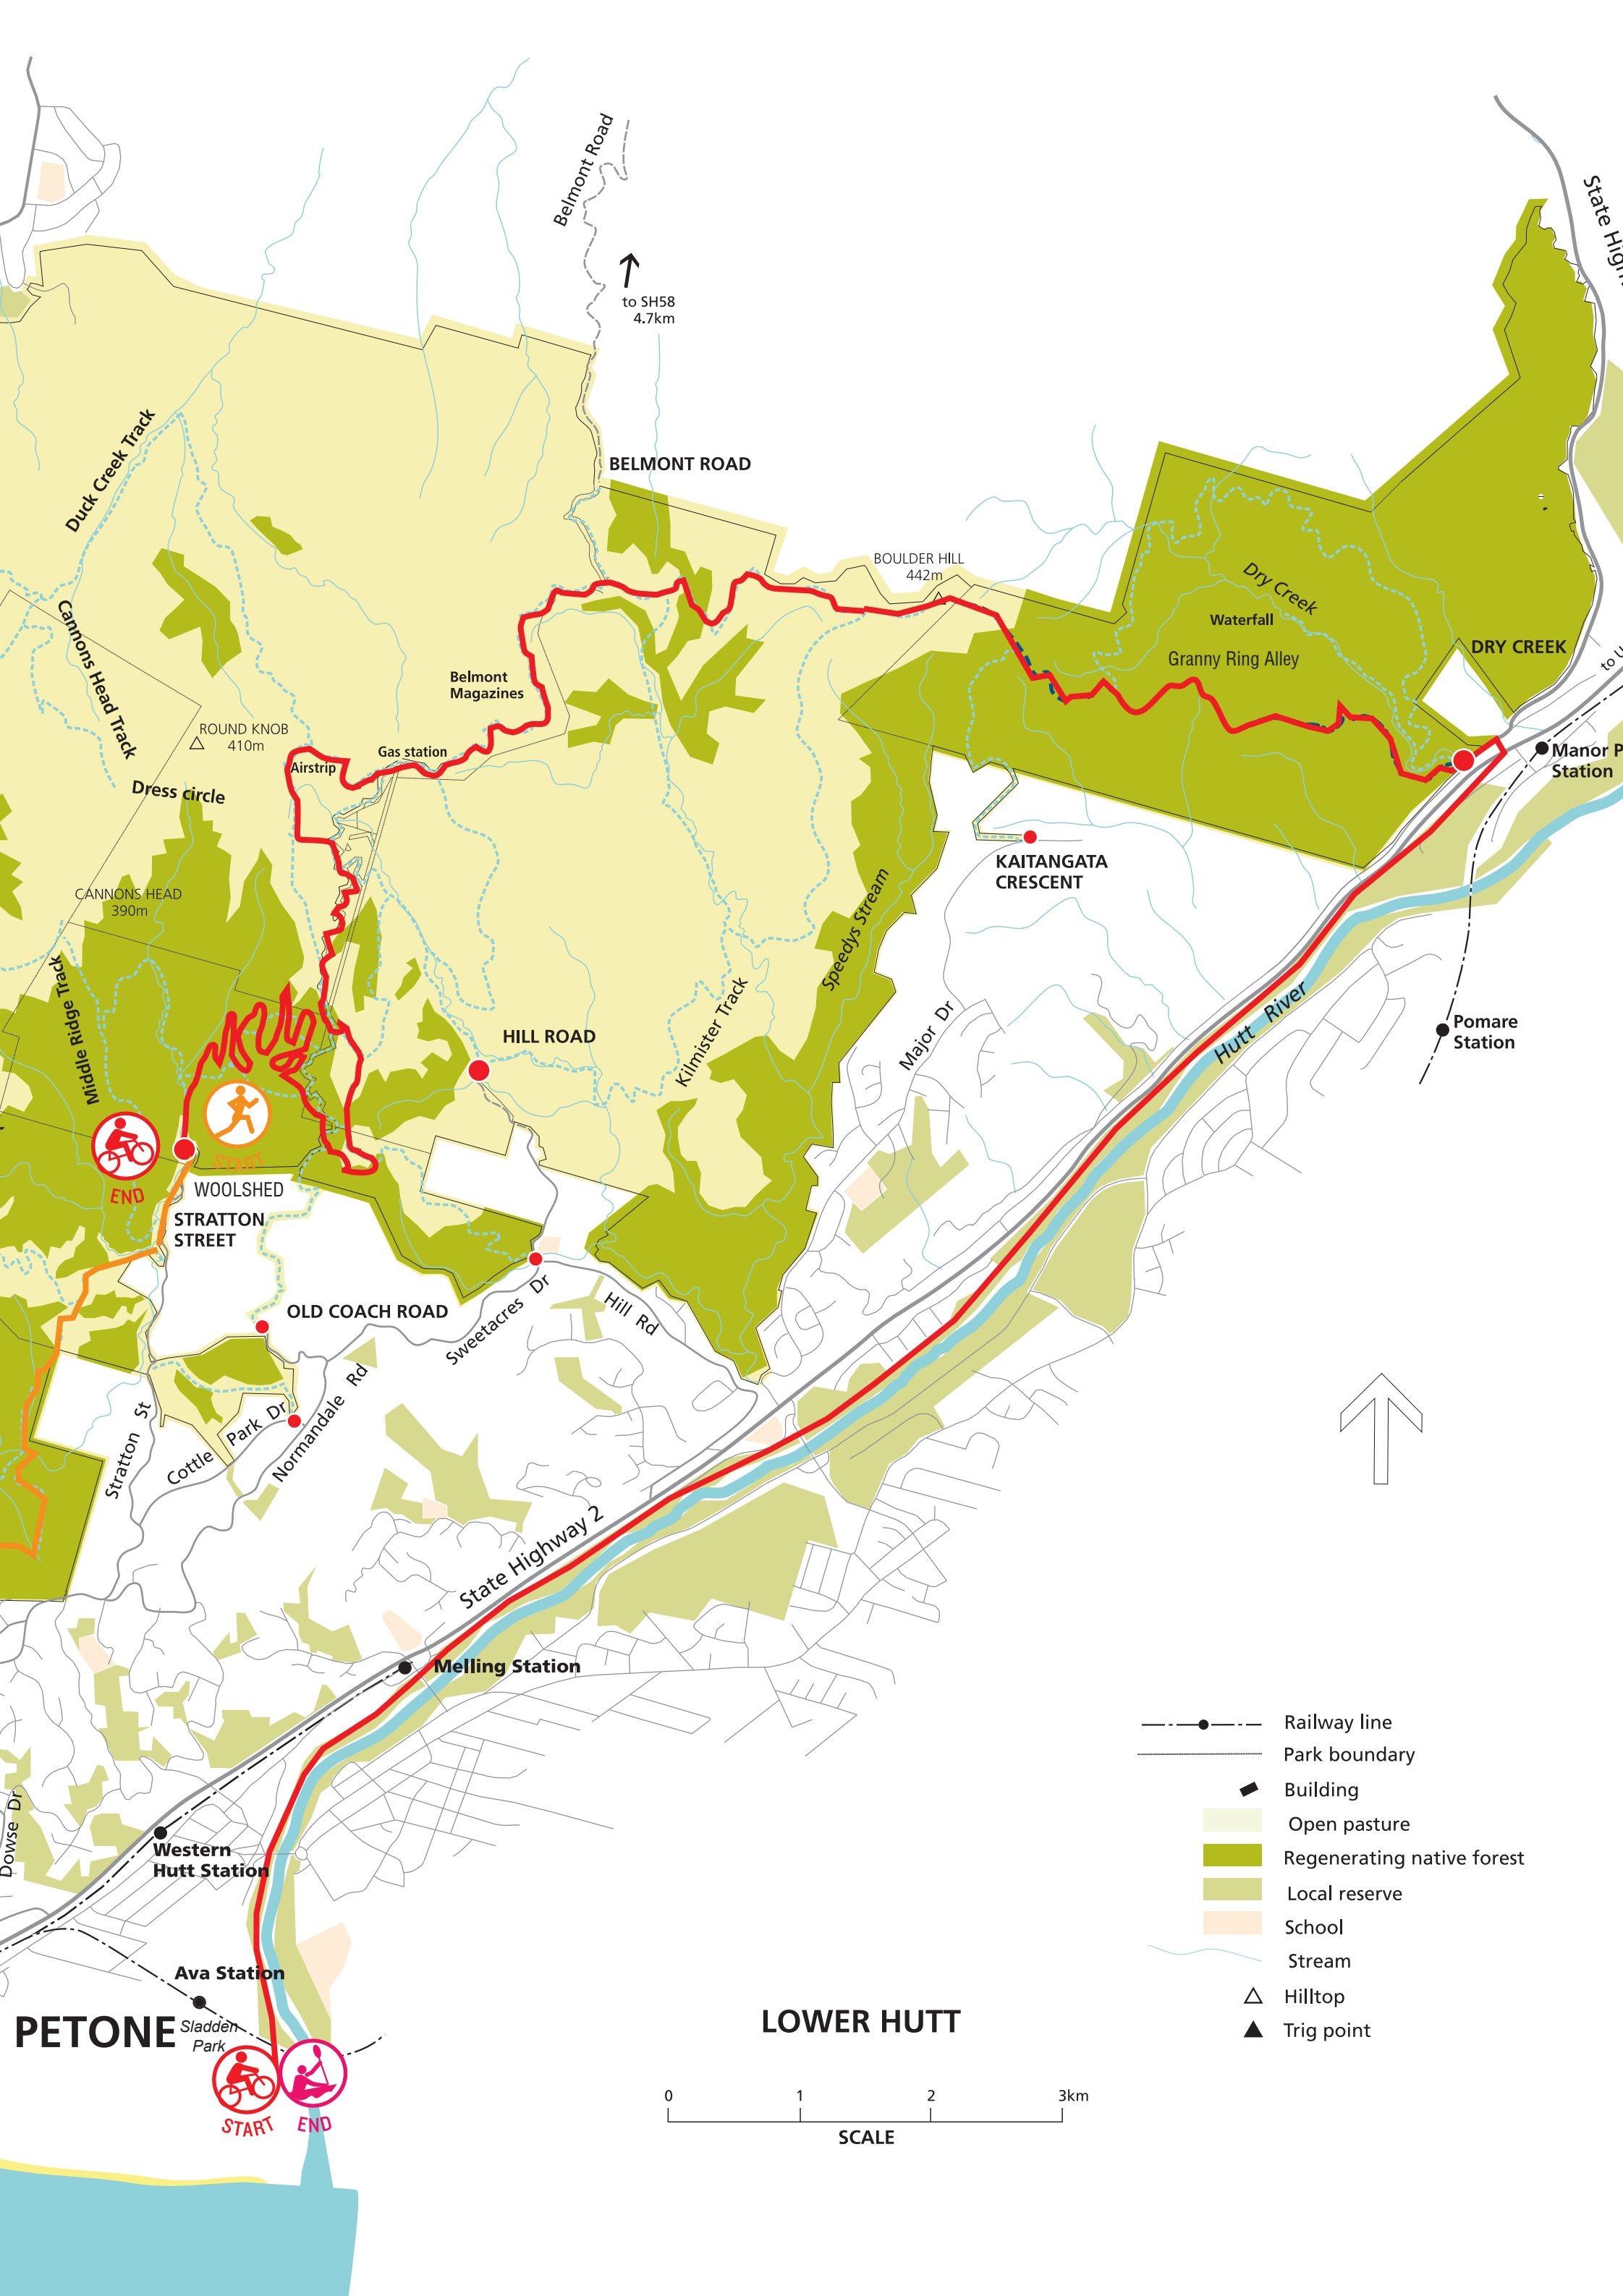 State High
Belmont Road
to SH58
4.7km
BELMONT ROAD
Duck Creek Track
BOULDER HILL
442m
Dry Creek
Waterfall
Granny Ring Alley
DRY CREEK
Cannons Head Track
Belmont
Magazines
ROUND KNOB
410m
Gas station
Airstrip
Dress circle
Manor P
Station
KAITANGATA
CRESCENT
CANNONS HEAD
390m
Speedys Stream
Middle Ridge Track
Hutt River
Pomare
Station
HILL ROAD
Kilmister Track
Major Dr
START
END
WOOLSHED
STRATTON
STREET
OLD COACH ROAD
Sweetacres Dr
Hill Rd
Stratton St
Cottle Park Dr
Normandale Rd
State Highway 2
Melling Station
Railway line
Park boundary
Building
Open pasture
Regenerating native forest
Local reserve
School
Stream
Hilltop
Trig point
Dowse Dr
Western
Hutt Station
Ava Station
PETONE
Sladden
Park
LOWER HUTT
START
END
0 1 2 3km
SCALE